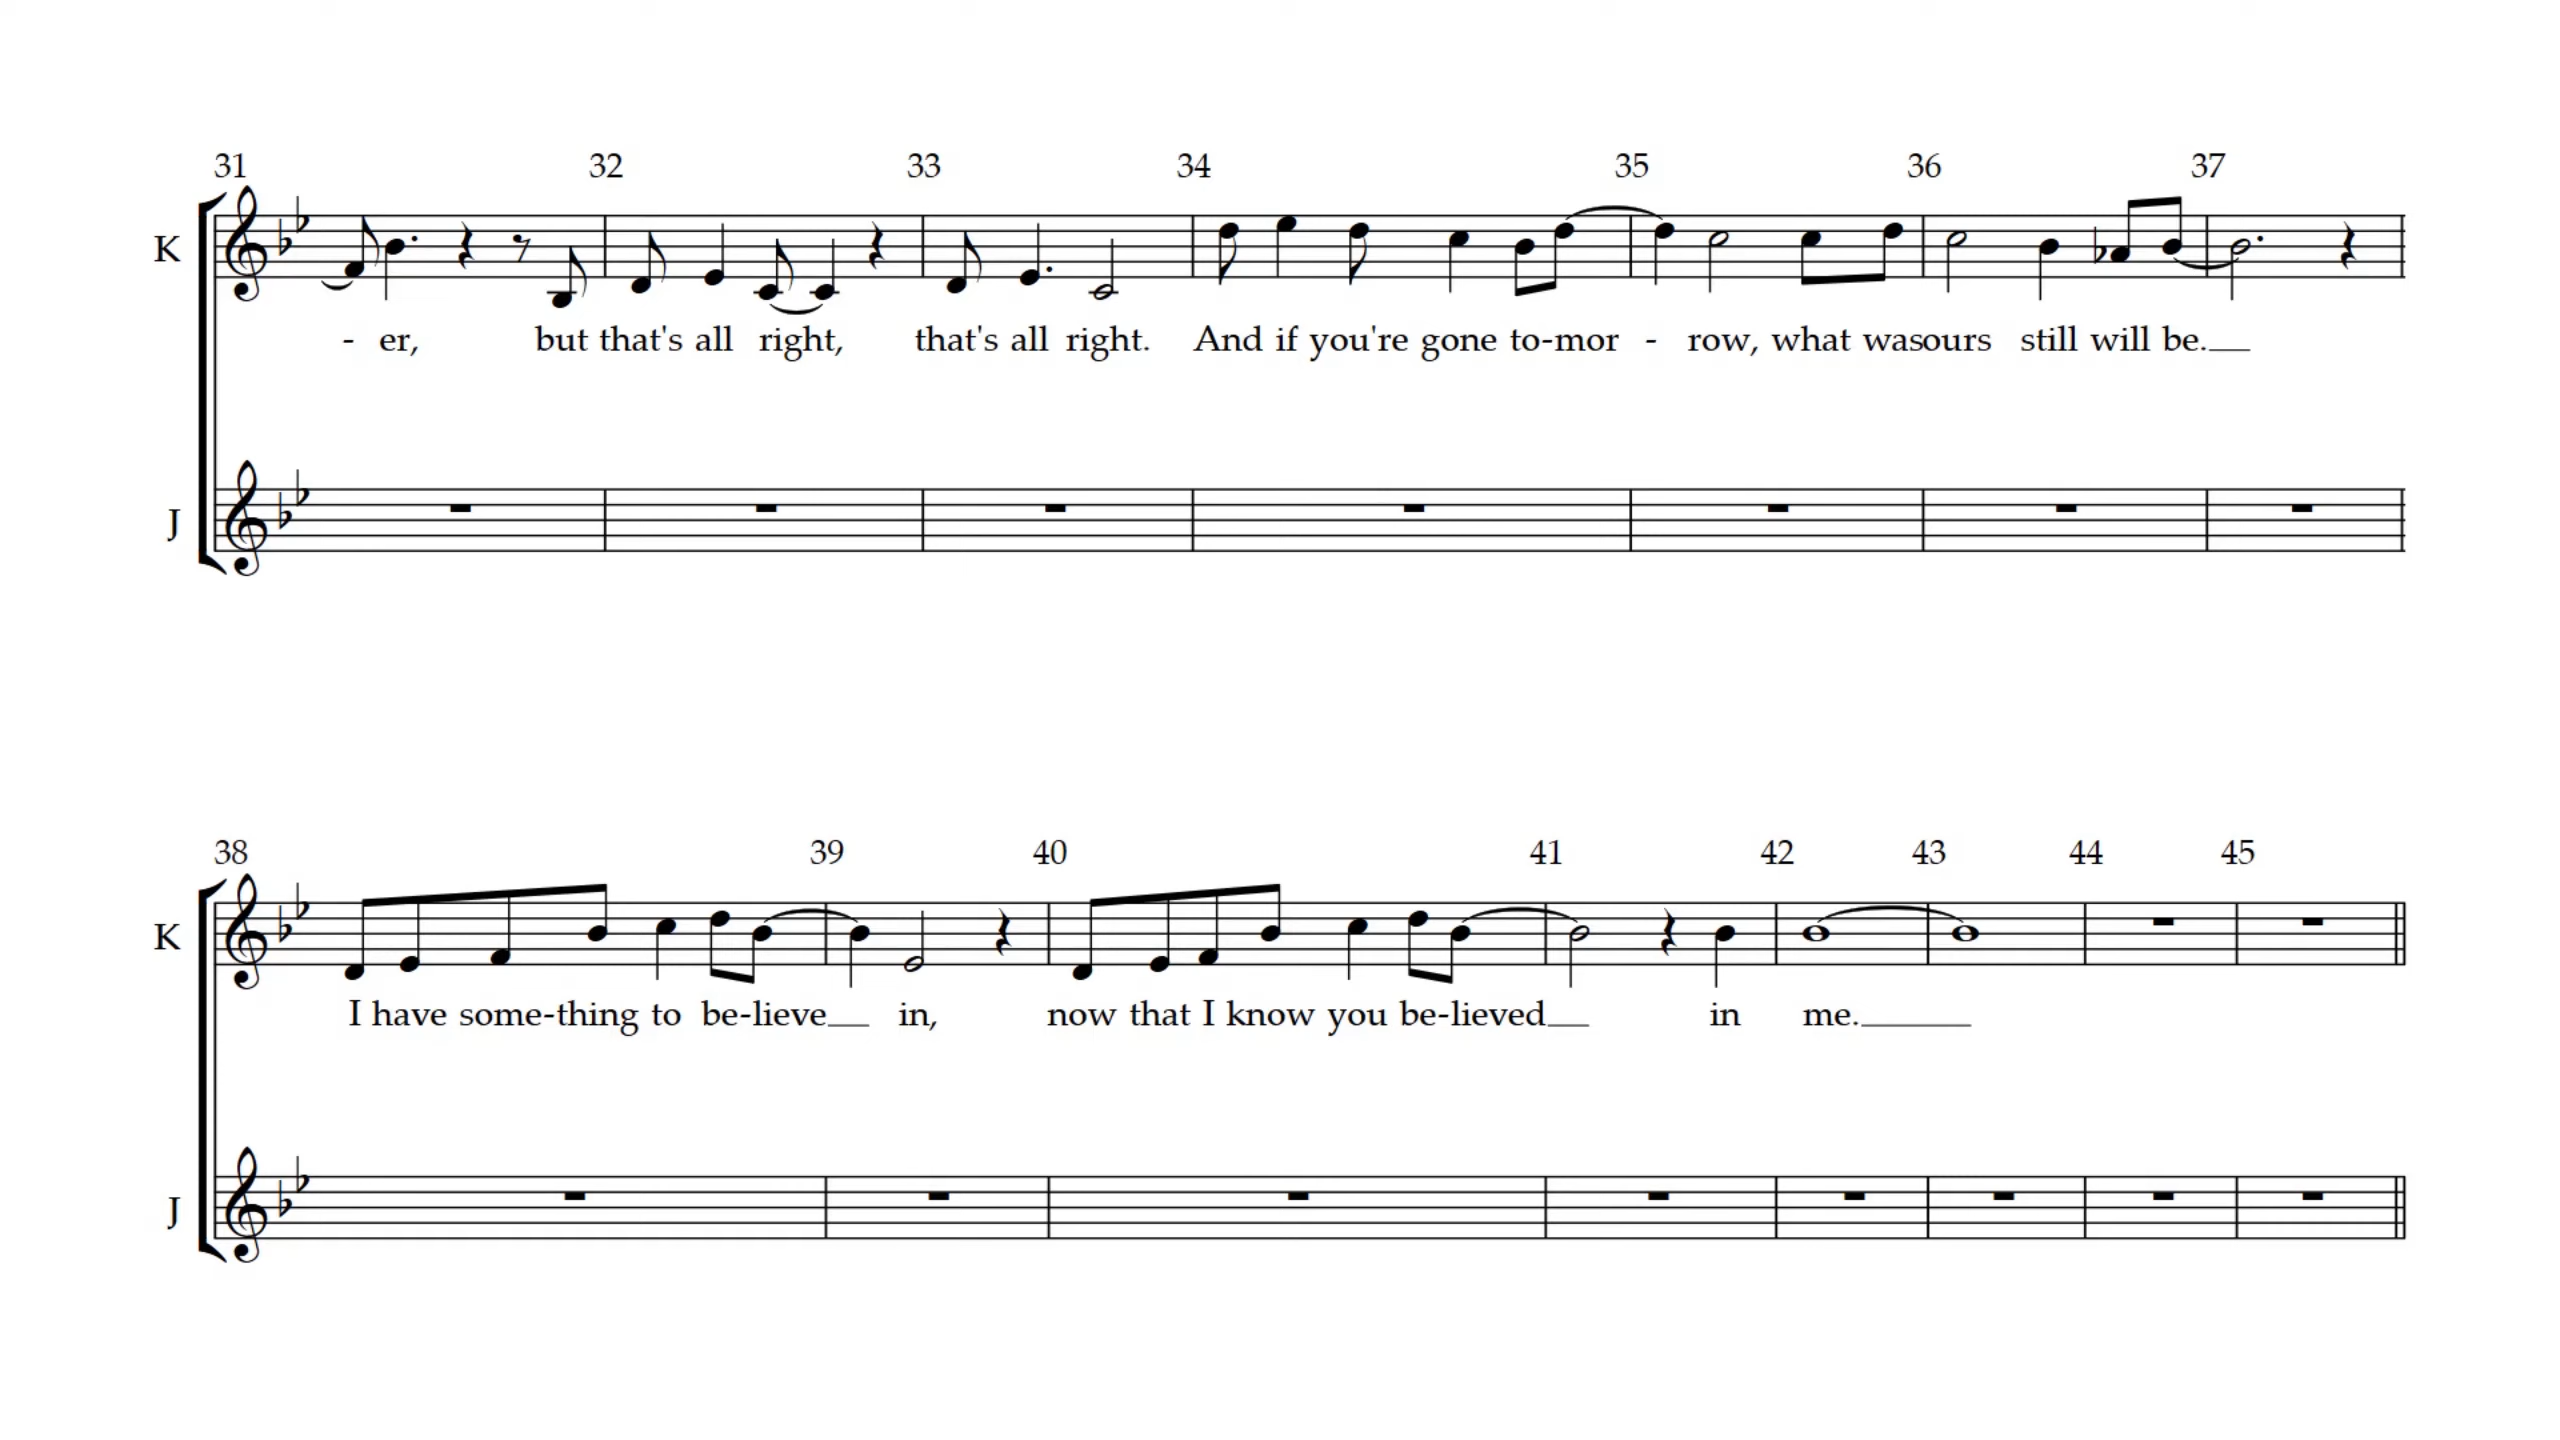 31 32 33 34 35 36 37
K
- er, but that's all right, that's all right. And if you're gone to-mor - row, what wasours still will be.
J
38 39 40 41 42 43 44 45
K
I have some-thing to be-lieve in, now that I know you be-lieved in me.
J